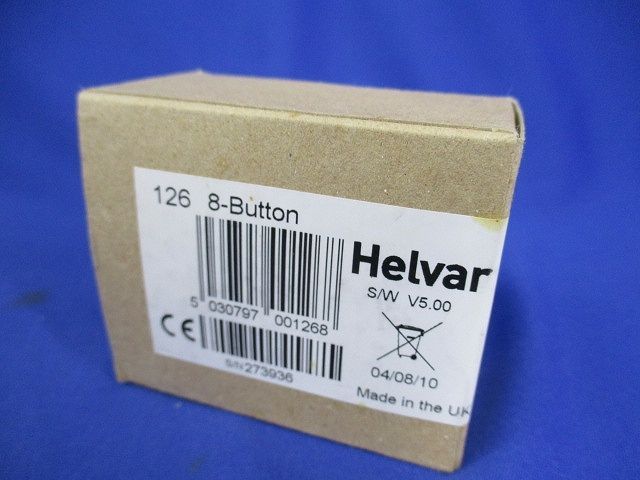 126 8-Button
Helvar
S/W V5.00
5 030797 001268
CE
04/08/10
S/N 273936
Made in the UK